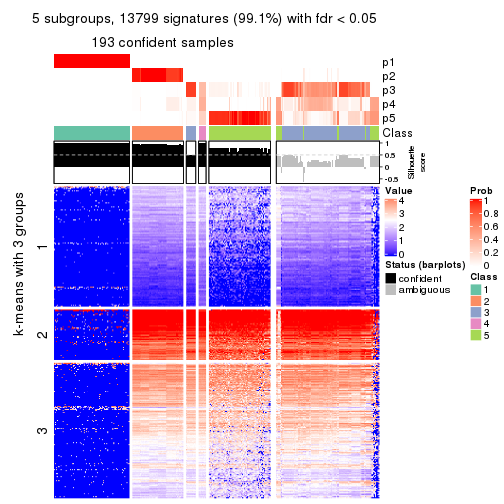 5 subgroups, 13799 signatures (99.1%) with fdr < 0.05
193 confident samples
p1
p2
p3
p4
p5
Class
1
0.5
0
-0.5
Silhouette
score
k-means with 3 groups
1
2
3
Value
4
3
2
1
0
Status (barplots)
confident
ambiguous
Prob
1
0.8
0.6
0.4
0.2
0
Class
1
2
3
4
5